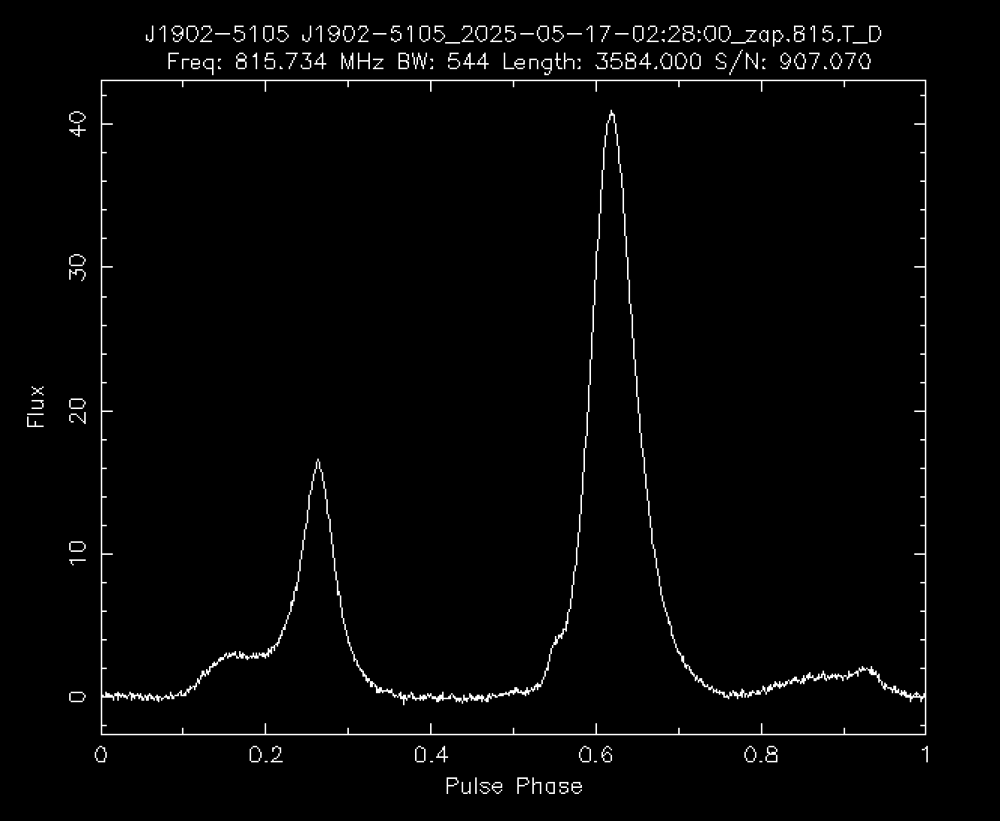 J1902-5105 J1902-5105_2025-05-17-02:28:00_zap.815.T_D
Freq: 815.734 MHz BW: 544 Length: 3584.000 S/N: 907.070
40
30
20
10
0
Flux
0 0.2 0.4 0.6 0.8 1
Pulse Phase